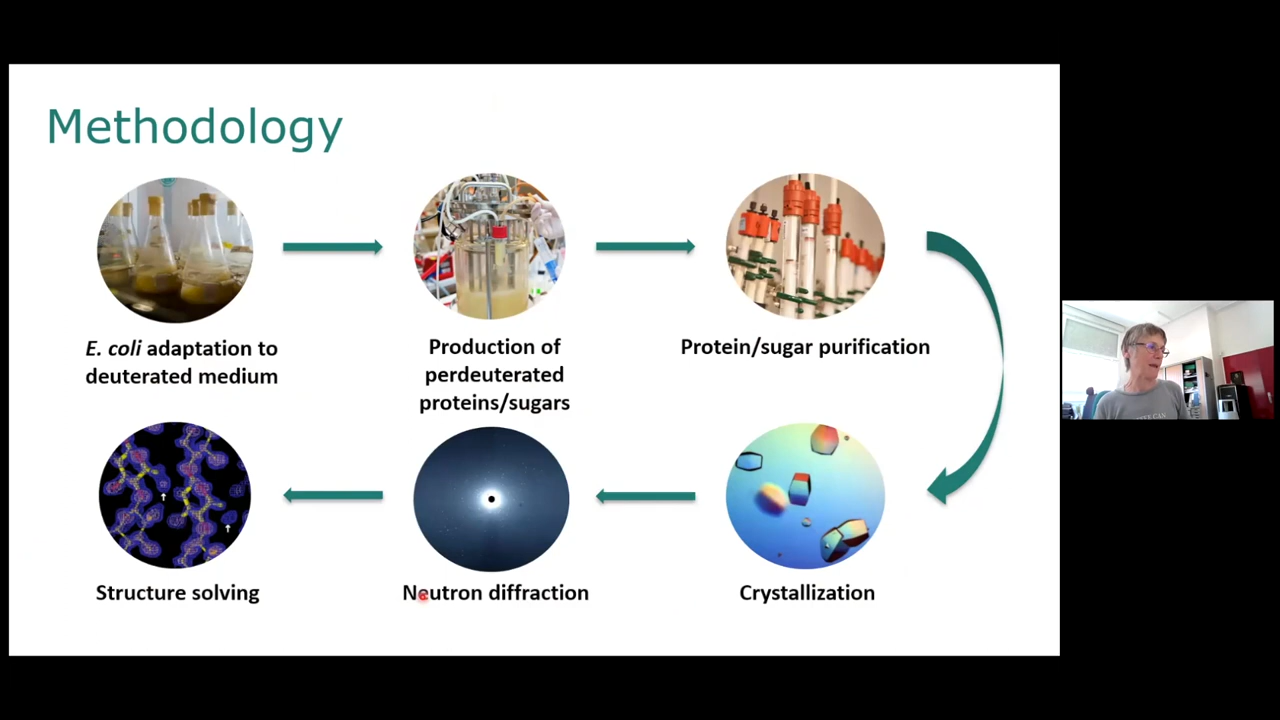 Methodology
E. coli adaptation to
deuterated medium
Production of
perdeuterated
proteins/sugars
Protein/sugar purification
Structure solving
Neutron diffraction
Crystallization